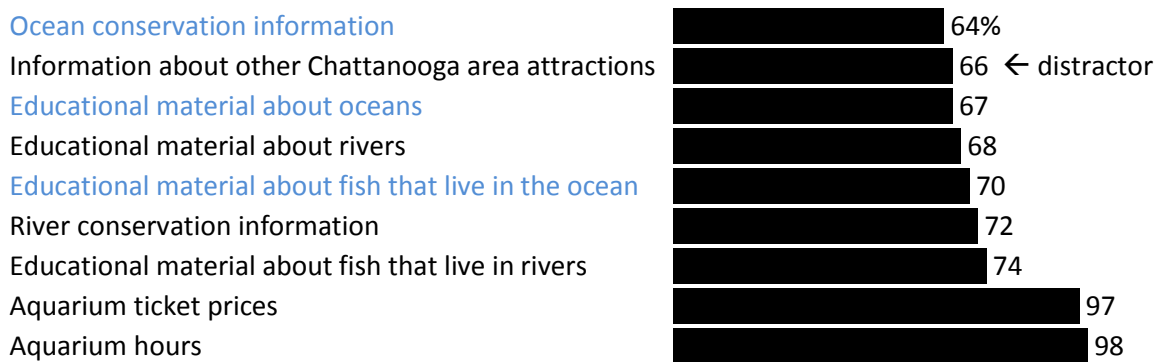 Ocean conservation information 64%
Information about other Chattanooga area attractions 66 ← distractor
Educational material about oceans 67
Educational material about rivers 68
Educational material about fish that live in the ocean 70
River conservation information 72
Educational material about fish that live in rivers 74
Aquarium ticket prices 97
Aquarium hours 98